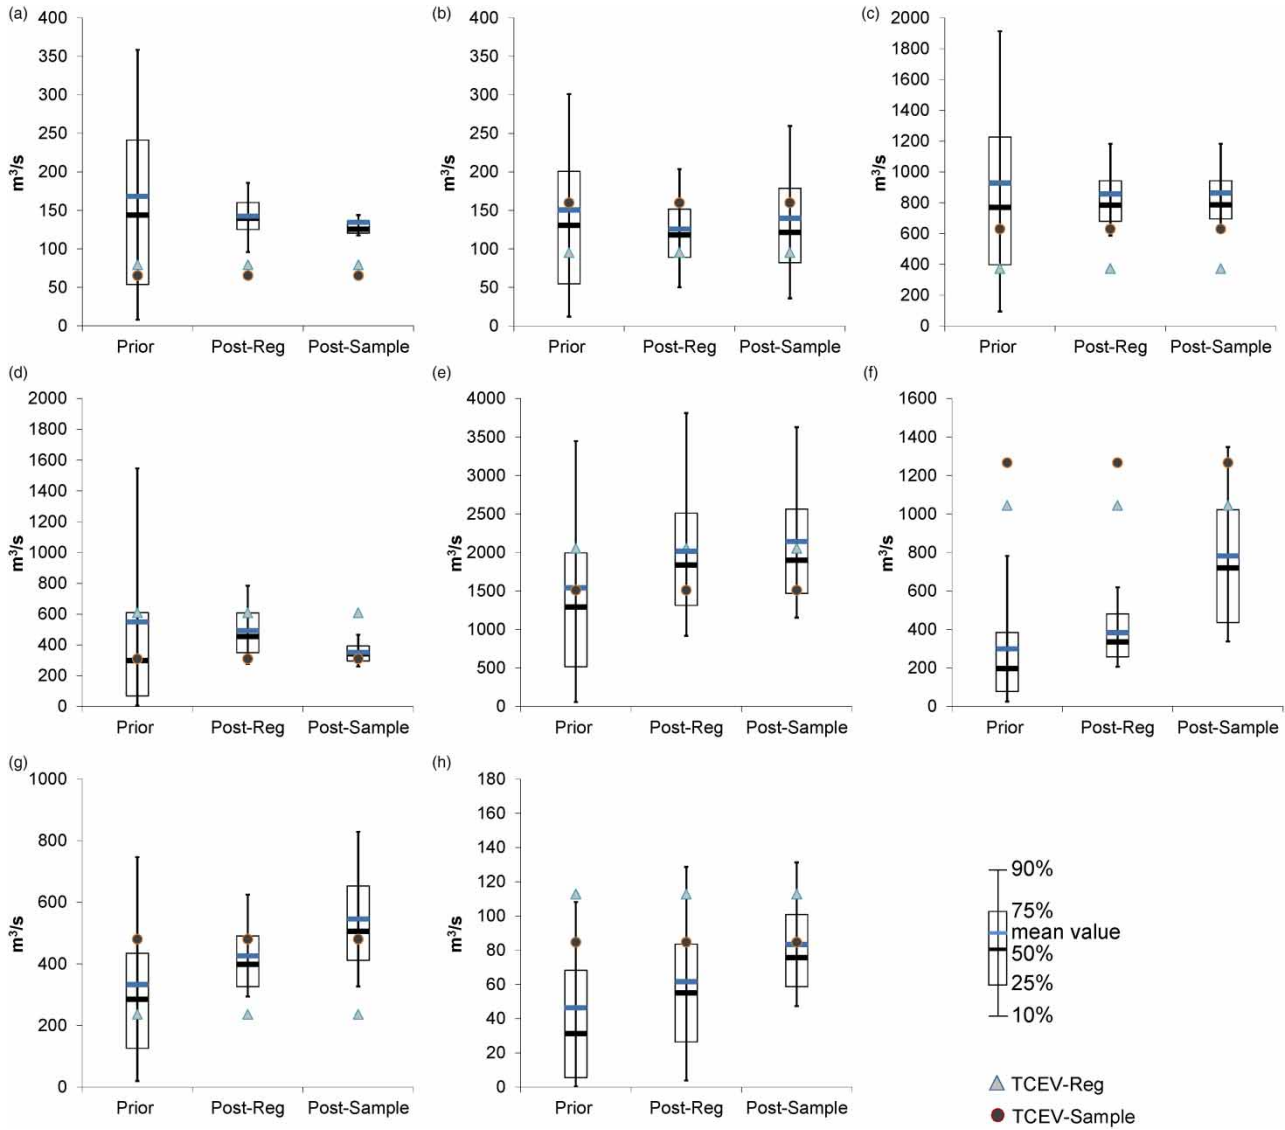 (a)
400
350
300
250
200
150
100
50
0
m³/s
Prior Post-Reg Post-Sample
(b)
400
350
300
250
200
150
100
50
0
m³/s
Prior Post-Reg Post-Sample
(c)
2000
1800
1600
1400
1200
1000
800
600
400
200
0
m³/s
Prior Post-Reg Post-Sample
(d)
2000
1800
1600
1400
1200
1000
800
600
400
200
0
m³/s
Prior Post-Reg Post-Sample
(e)
4000
3500
3000
2500
2000
1500
1000
500
0
m³/s
Prior Post-Reg Post-Sample
(f)
1600
1400
1200
1000
800
600
400
200
0
m³/s
Prior Post-Reg Post-Sample
(g)
1000
800
600
400
200
0
m³/s
Prior Post-Reg Post-Sample
(h)
180
160
140
120
100
80
60
40
20
0
m³/s
Prior Post-Reg Post-Sample
90%
75%
mean value
50%
25%
10%
TCEV-Reg
TCEV-Sample